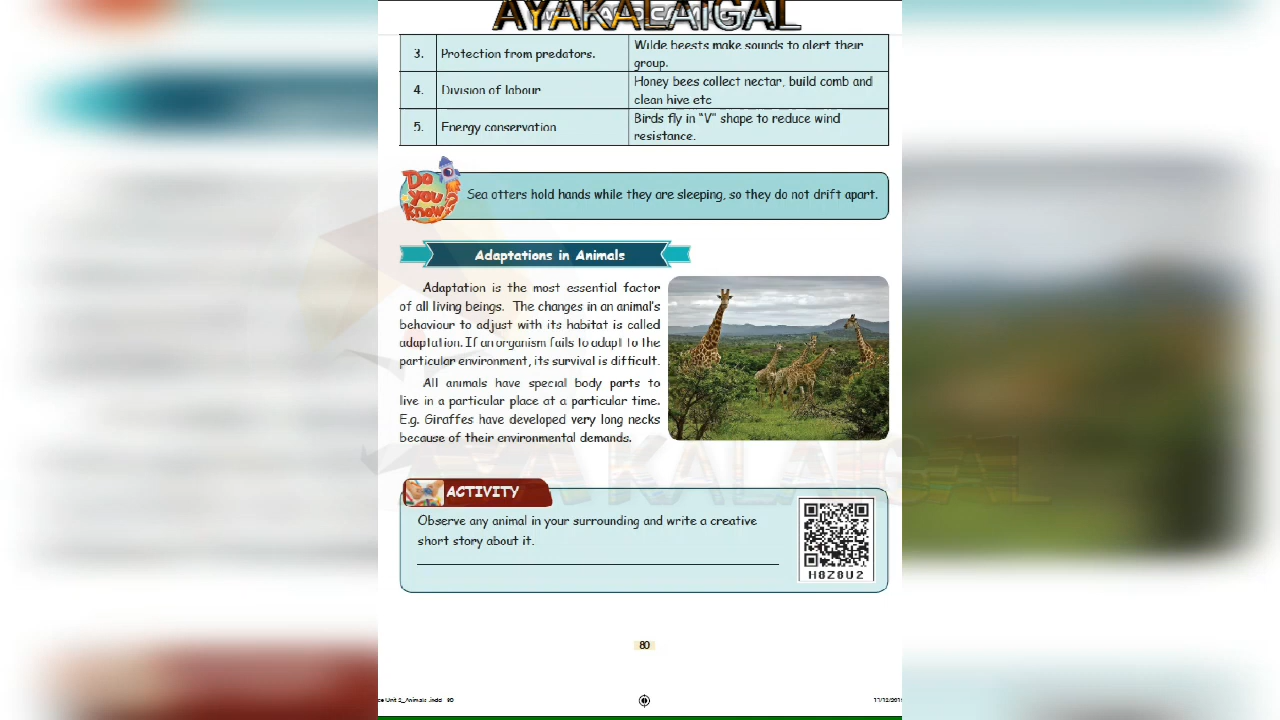 AYAKALAIGAL
3. Protection from predators. Wilde beests make sounds to alert their
group.
4. Division of labour Honey bees collect nectar, build comb and
clean hive etc
5. Energy conservation Birds fly in "V" shape to reduce wind
resistance.
Do you know? Sea otters hold hands while they are sleeping, so they do not drift apart.
Adaptations in Animals
Adaptation is the most essential factor
of all living beings. The changes in an animal's
behaviour to adjust with its habitat is called
adaptation. If an organism fails to adapt to the
particular environment, its survival is difficult.
All animals have special body parts to
live in a particular place at a particular time.
E.g. Giraffes have developed very long necks
because of their environmental demands.
AYAKALAIGAL
ACTIVITY
Observe any animal in your surrounding and write a creative
short story about it.
H8Z8U2
80